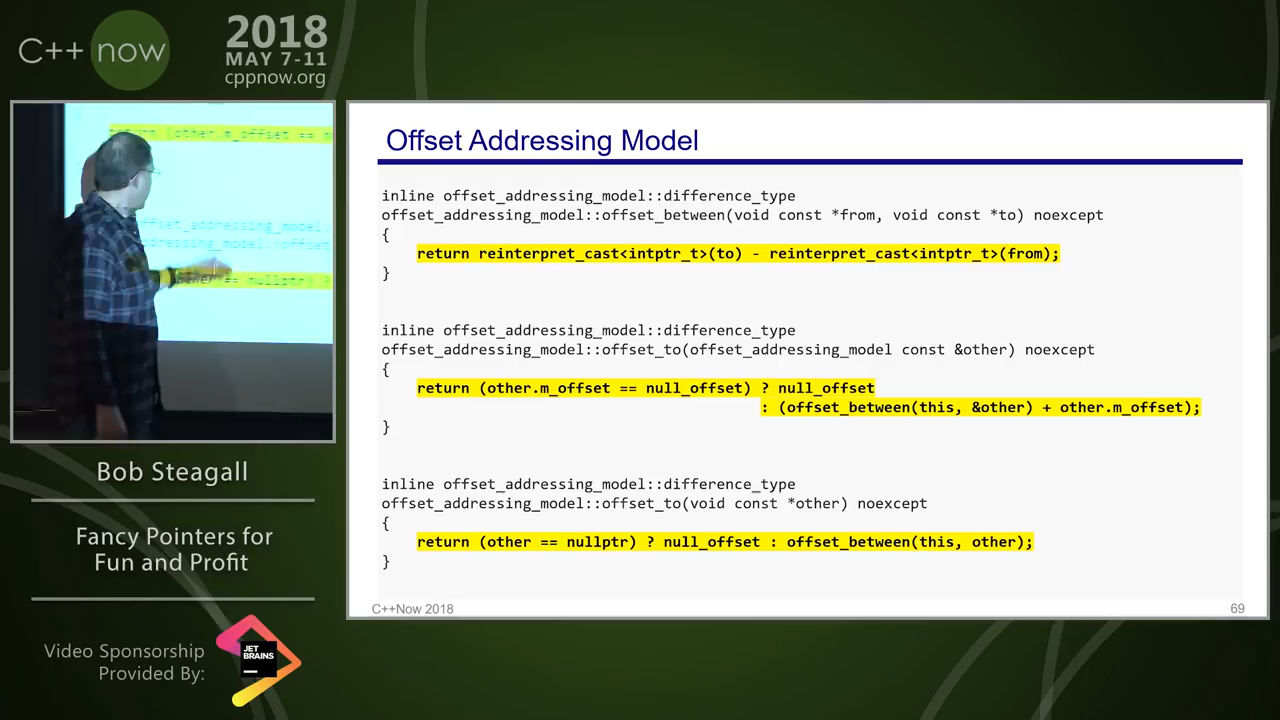 C++ now
2018
MAY 7-11
cppnow.org
Offset Addressing Model
inline offset_addressing_model::difference_type
offset_addressing_model::offset_between(void const *from, void const *to) noexcept
{
return reinterpret_cast<intptr_t>(to) - reinterpret_cast<intptr_t>(from);
}
inline offset_addressing_model::difference_type
offset_addressing_model::offset_to(offset_addressing_model const &other) noexcept
{
return (other.m_offset == null_offset) ? null_offset
: (offset_between(this, &other) + other.m_offset);
}
inline offset_addressing_model::difference_type
offset_addressing_model::offset_to(void const *other) noexcept
{
return (other == nullptr) ? null_offset : offset_between(this, other);
}
C++Now 2018
69
Bob Steagall
Fancy Pointers for
Fun and Profit
Video Sponsorship
Provided By:
JET
BRAINS